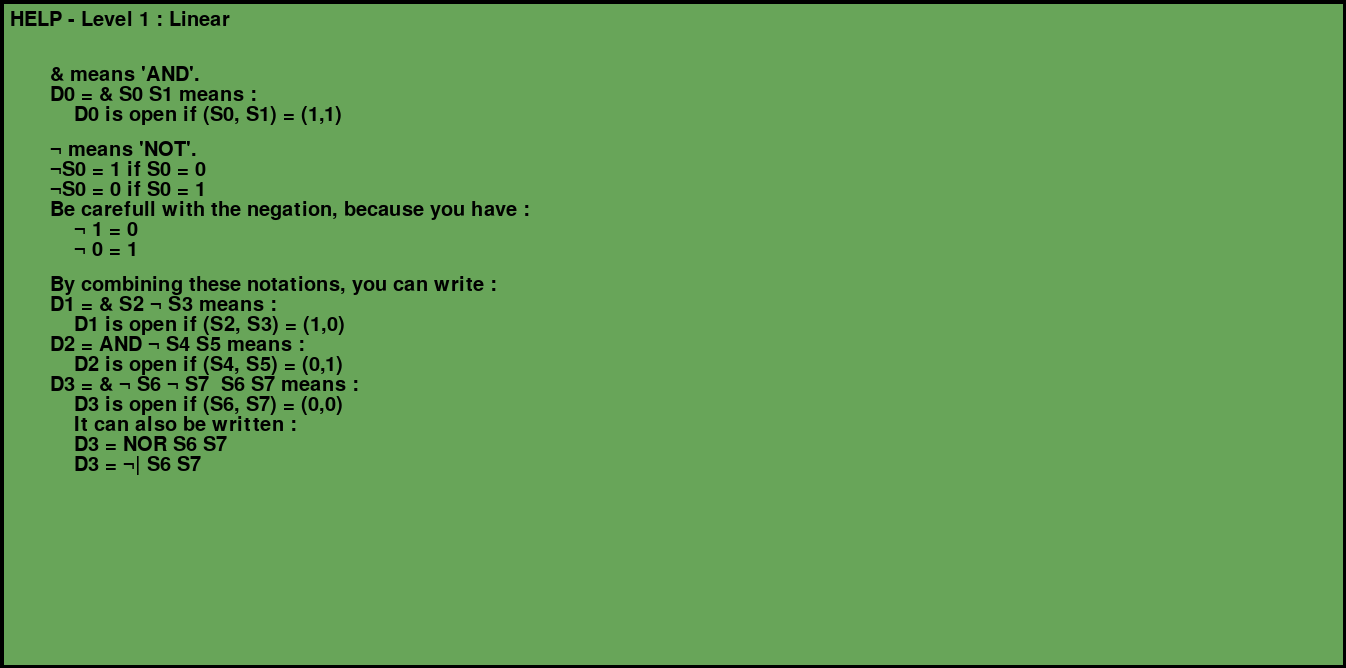 HELP - Level 1 : Linear
& means 'AND'.
D0 = & S0 S1 means :
D0 is open if (S0, S1) = (1,1)
¬ means 'NOT'.
¬S0 = 1 if S0 = 0
¬S0 = 0 if S0 = 1
Be carefull with the negation, because you have :
¬ 1 = 0
¬ 0 = 1
By combining these notations, you can write :
D1 = & S2 ¬ S3 means :
D1 is open if (S2, S3) = (1,0)
D2 = AND ¬ S4 S5 means :
D2 is open if (S4, S5) = (0,1)
D3 = & ¬ S6 ¬ S7  S6 S7 means :
D3 is open if (S6, S7) = (0,0)
It can also be written :
D3 = NOR S6 S7
D3 = ¬| S6 S7